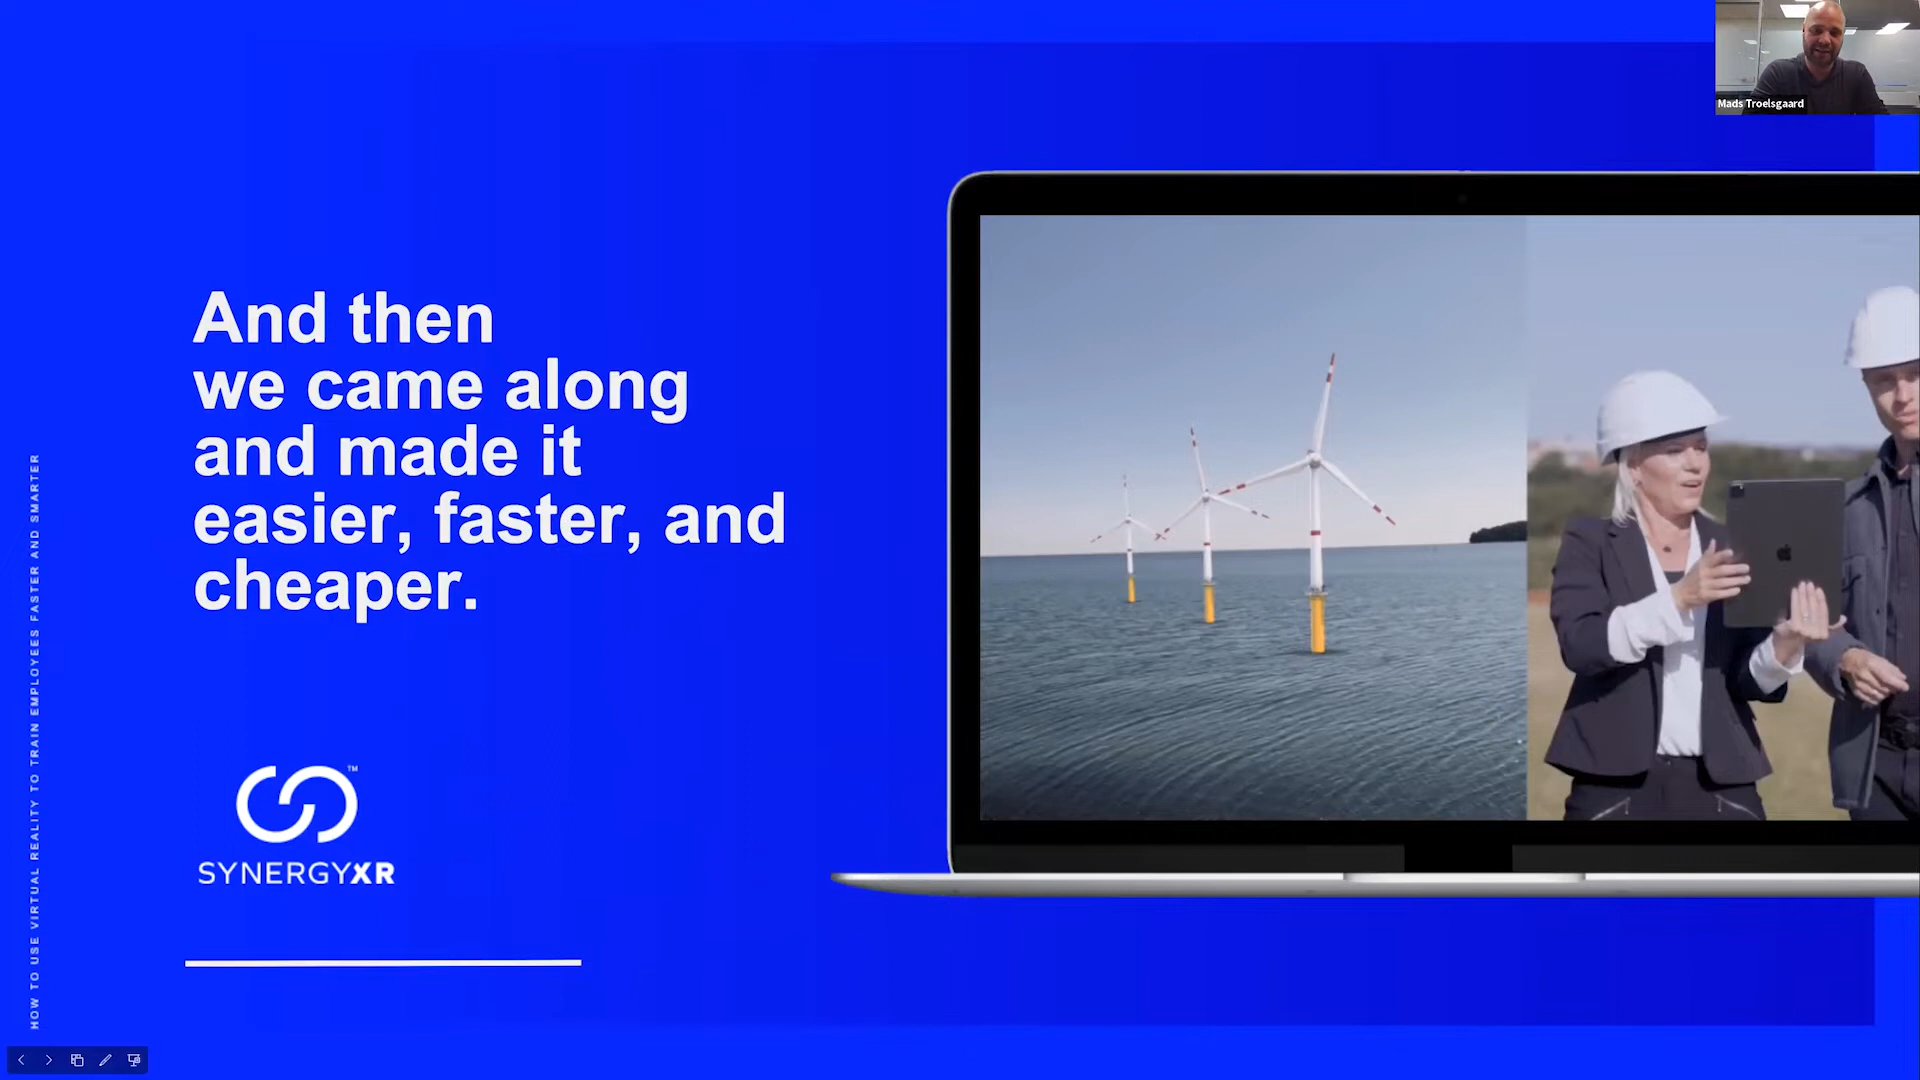 Mads Troelsgaard
And then
we came along
and made it
easier, faster, and
cheaper.
HOW TO USE VIRTUAL REALITY TO TRAIN EMPLOYEES FASTER AND SMARTER
™
SYNERGYXR